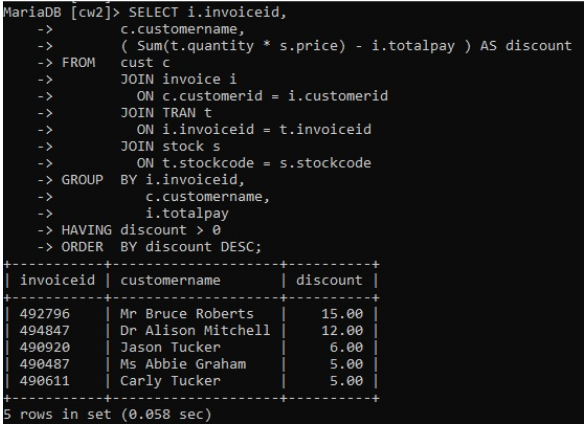 MariaDB [cw2]> SELECT i.invoiceid,
    ->        c.customername,
    ->        ( Sum(t.quantity * s.price) - i.totalpay ) AS discount
    -> FROM   cust c
    ->        JOIN invoice i
    ->          ON c.customerid = i.customerid
    ->        JOIN TRAN t
    ->          ON i.invoiceid = t.invoiceid
    ->        JOIN stock s
    ->          ON t.stockcode = s.stockcode
    -> GROUP  BY i.invoiceid,
    ->           c.customername,
    ->           i.totalpay
    -> HAVING discount > 0
    -> ORDER  BY discount DESC;
+-----------+--------------------+----------+
| invoiceid | customername       | discount |
+-----------+--------------------+----------+
| 492796    | Mr Bruce Roberts   |    15.00 |
| 494847    | Dr Alison Mitchell |    12.00 |
| 490920    | Jason Tucker       |     6.00 |
| 490487    | Ms Abbie Graham    |     5.00 |
| 490611    | Carly Tucker       |     5.00 |
+-----------+--------------------+----------+
5 rows in set (0.058 sec)